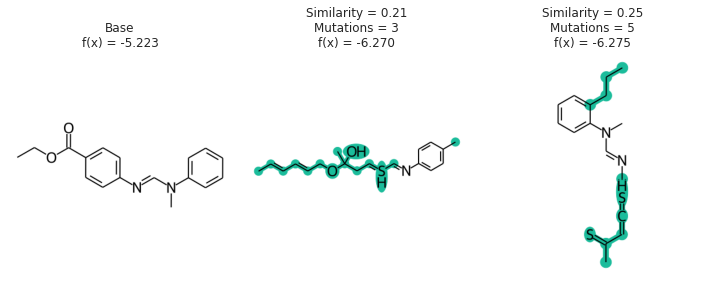 Base
f(x) = -5.223
Similarity = 0.21
Mutations = 3
f(x) = -6.270
Similarity = 0.25
Mutations = 5
f(x) = -6.275
O
O
N
N
OH
O
S
H
N
N
N
H
S
C
S